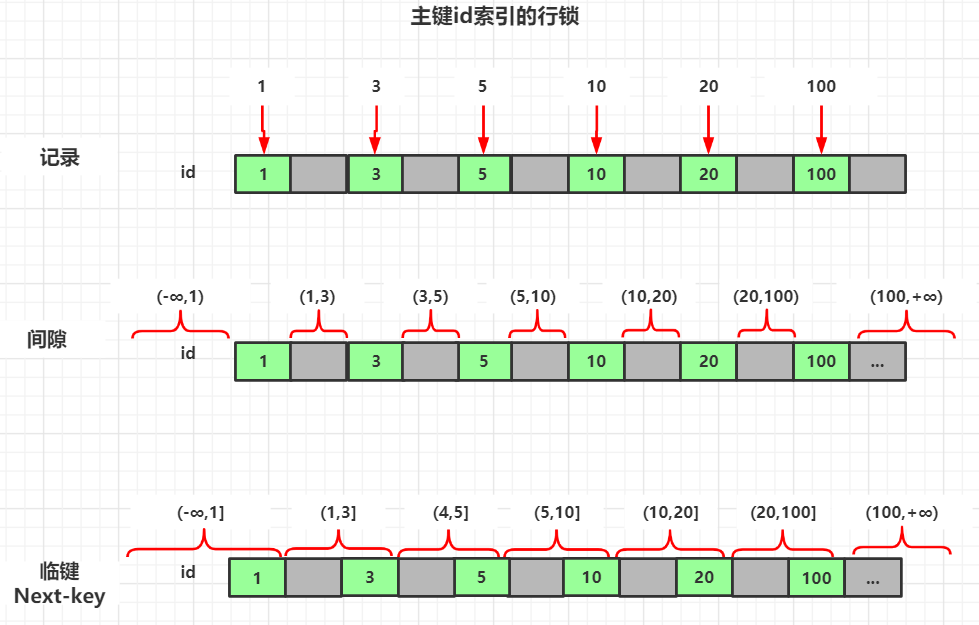 主键id索引的行锁
1 3 5 10 20 100
记录 id 1 3 5 10 20 100
(-∞,1) (1,3) (3,5) (5,10) (10,20) (20,100) (100,+∞)
间隙 id 1 3 5 10 20 100 ...
(-∞,1] (1,3] (4,5] (5,10] (10,20] (20,100] (100,+∞)
临键 id 1 3 5 10 20 100 ...
Next-key